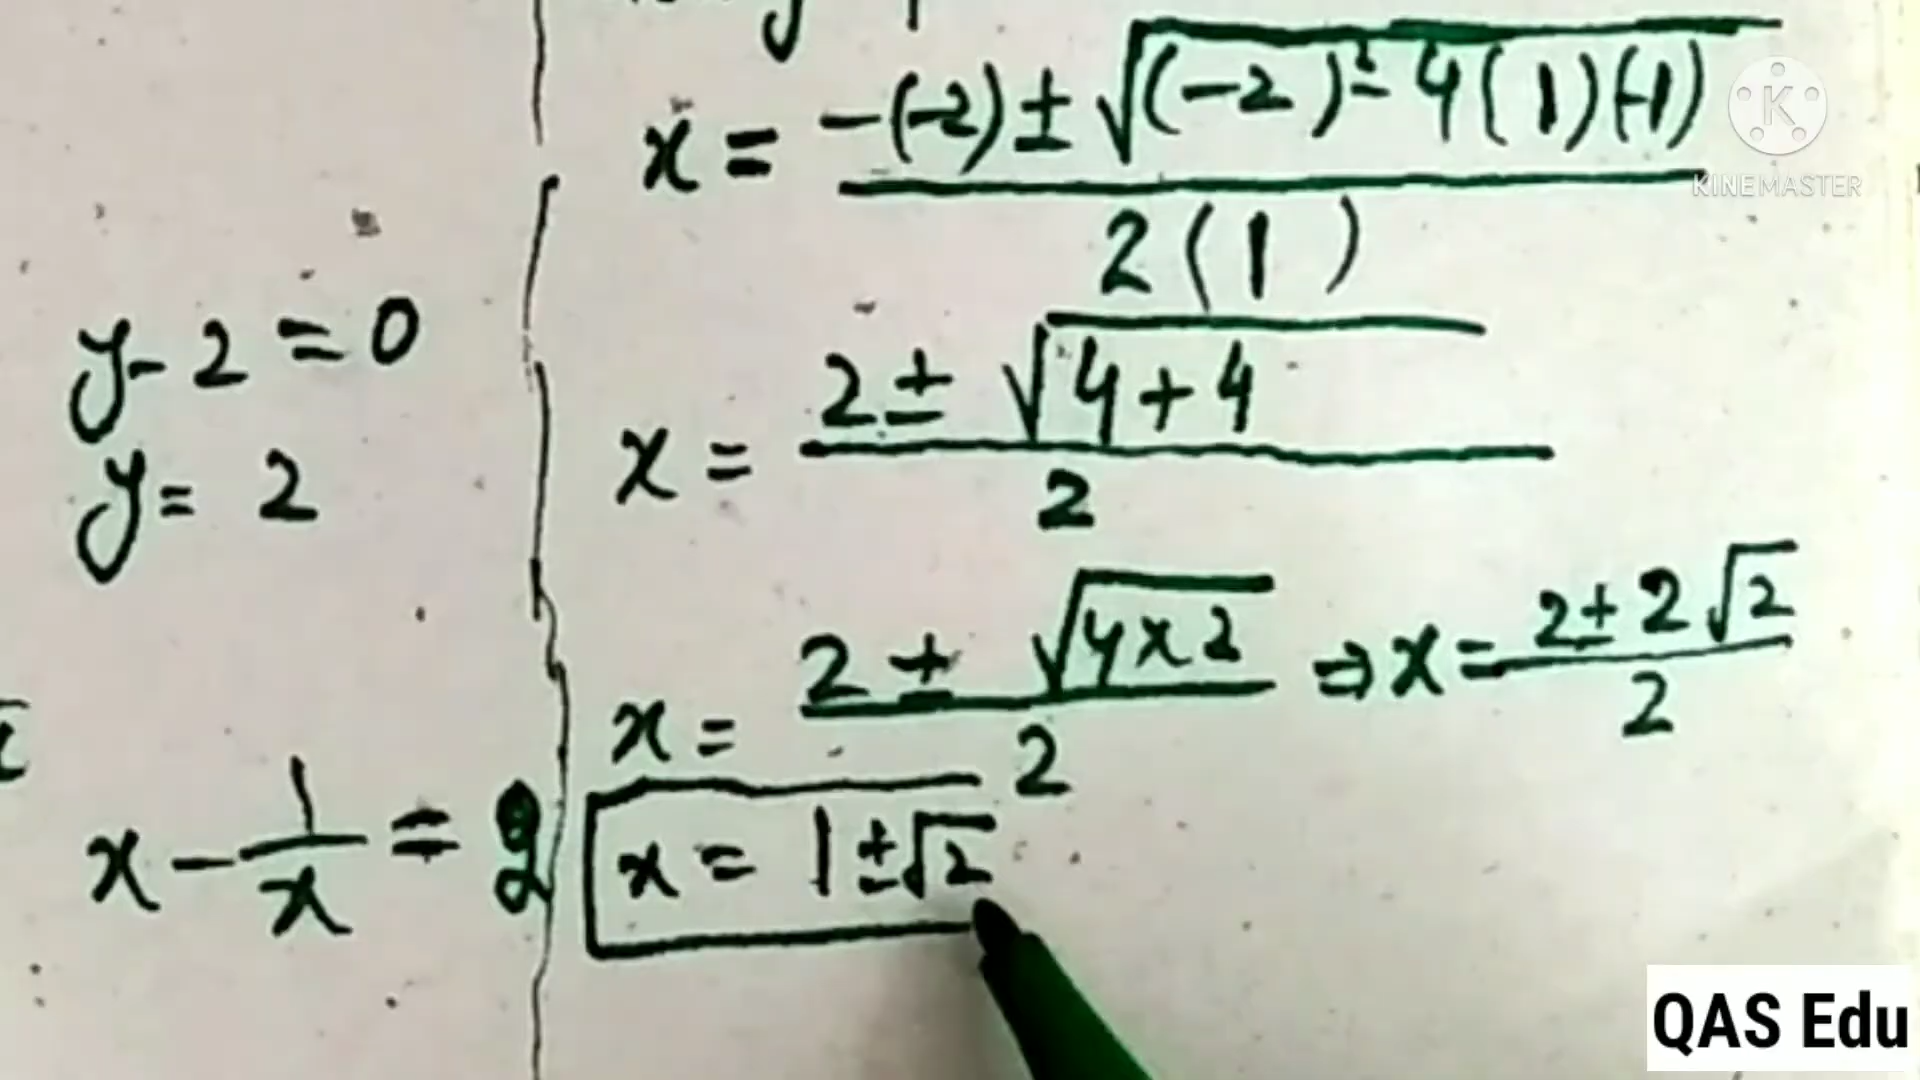 y - 2 = 0
y = 2
x - 1/x = 2
x = -(-2) ± √((-2)² - 4(1)(-1)) / 2(1)
x = 2 ± √(4 + 4) / 2
x = 2 ± √(4 × 2) / 2 ⇒ x = 2 ± 2√2 / 2
x = 1 ± √2
K
KINEMASTER
QAS Edu